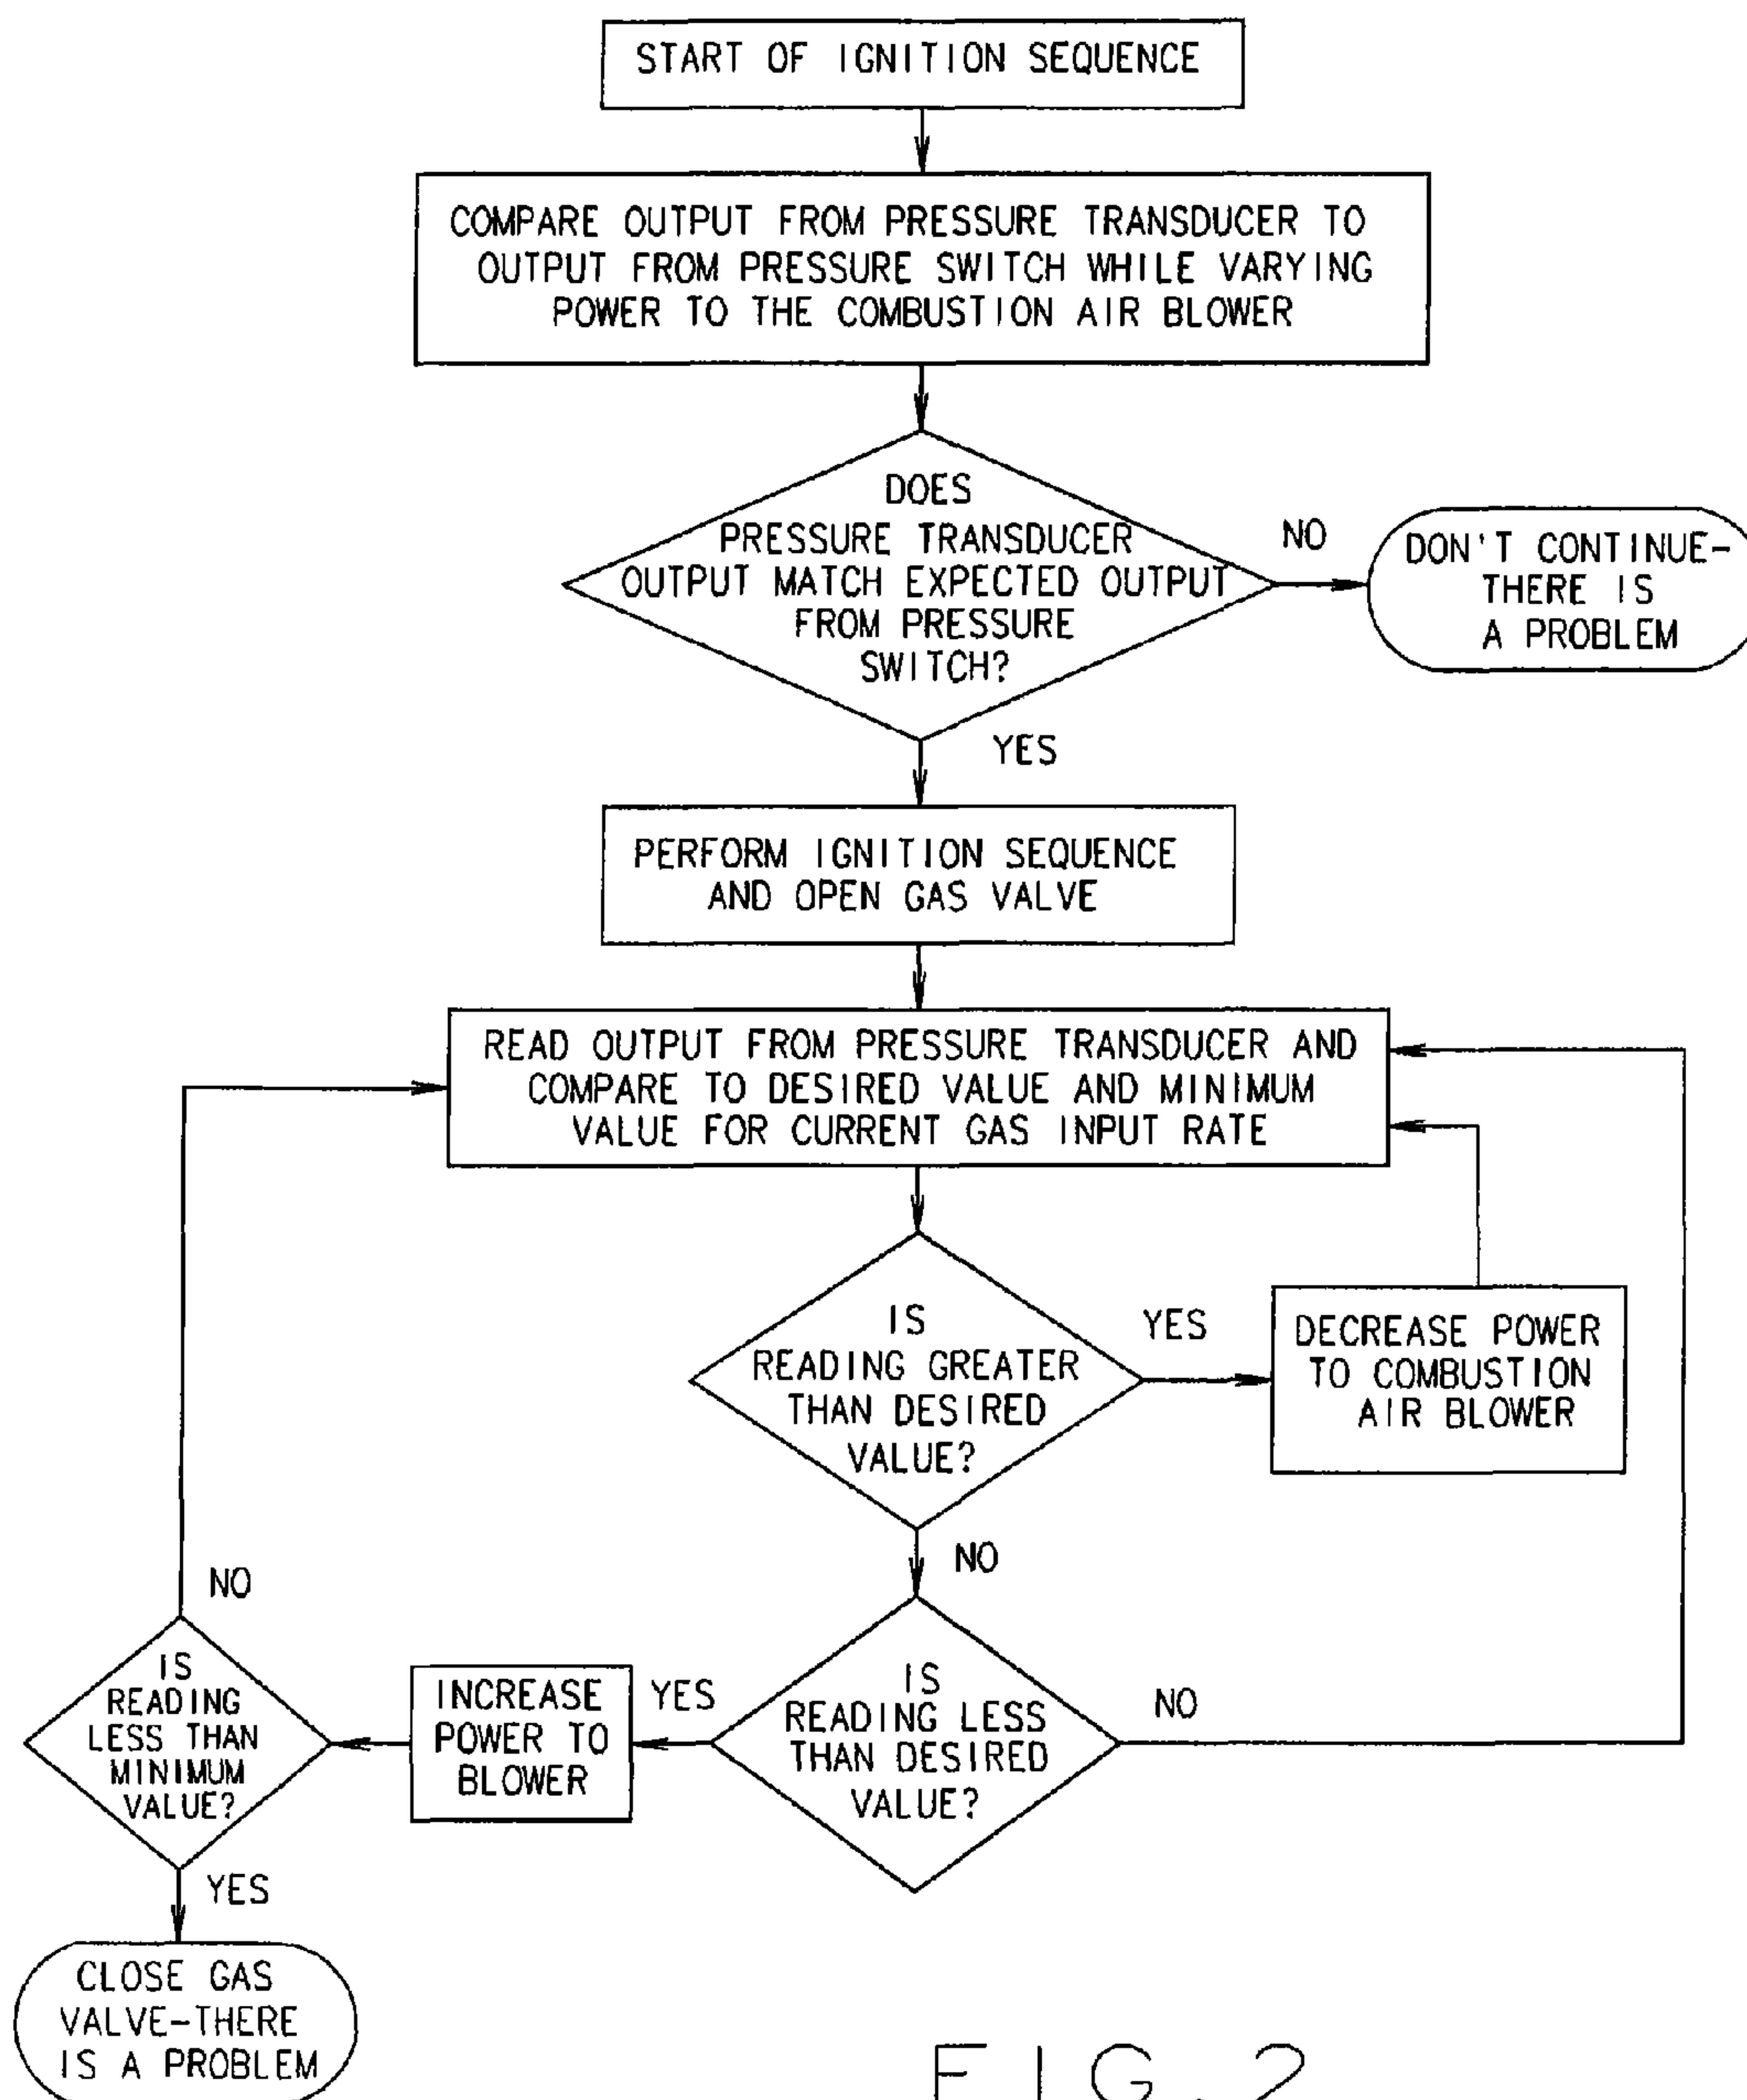 START OF IGNITION SEQUENCE
COMPARE OUTPUT FROM PRESSURE TRANSDUCER TO
OUTPUT FROM PRESSURE SWITCH WHILE VARYING
POWER TO THE COMBUSTION AIR BLOWER
DOES
PRESSURE TRANSDUCER
OUTPUT MATCH EXPECTED OUTPUT
FROM PRESSURE
SWITCH?
NO
DON'T CONTINUE-
THERE IS
A PROBLEM
YES
PERFORM IGNITION SEQUENCE
AND OPEN GAS VALVE
READ OUTPUT FROM PRESSURE TRANSDUCER AND
COMPARE TO DESIRED VALUE AND MINIMUM
VALUE FOR CURRENT GAS INPUT RATE
IS
READING GREATER
THAN DESIRED
VALUE?
YES
DECREASE POWER
TO COMBUSTION
AIR BLOWER
NO
IS
READING LESS
THAN DESIRED
VALUE?
NO
YES
INCREASE
POWER TO
BLOWER
NO
IS
READING
LESS THAN
MINIMUM
VALUE?
YES
CLOSE GAS
VALVE-THERE
IS A PROBLEM
FIG.2